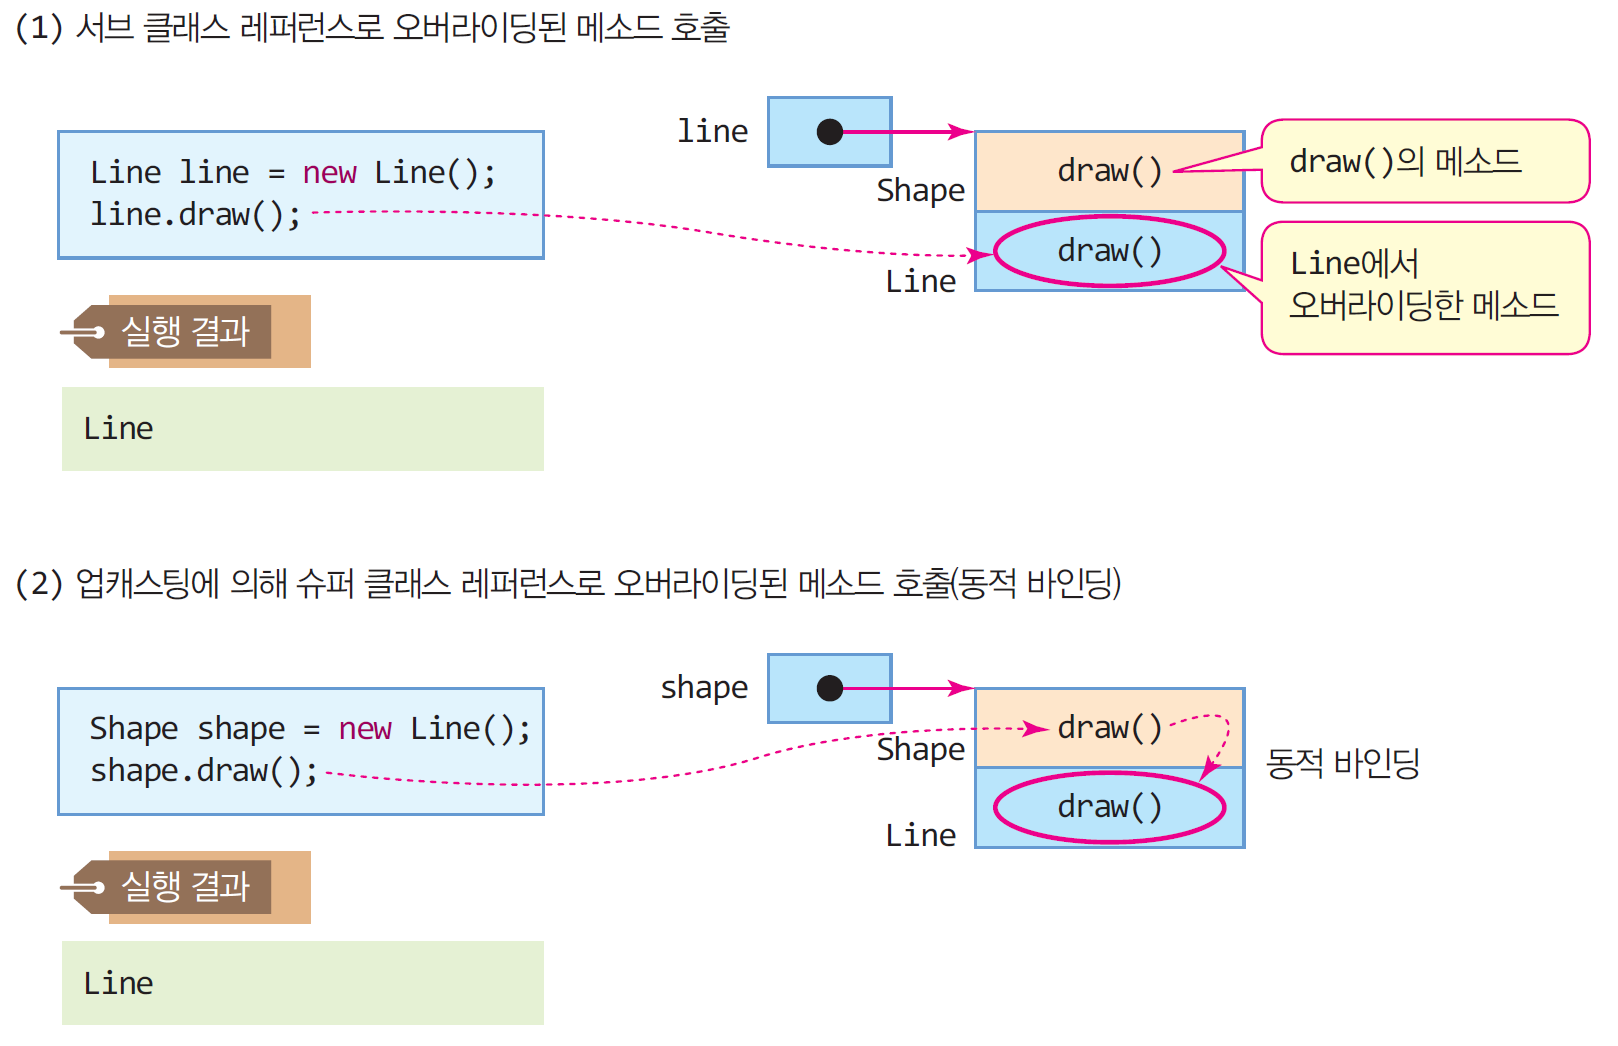 (1) 서브 클래스 레퍼런스로 오버라이딩된 메소드 호출
Line line = new Line();
line.draw();
line
Shape
Line
draw()
draw()
draw()의 메소드
Line에서
오버라이딩한 메소드
실행 결과
Line
(2) 업캐스팅에 의해 슈퍼 클래스 레퍼런스로 오버라이딩된 메소드 호출(동적 바인딩)
Shape shape = new Line();
shape.draw();
shape
Shape
Line
draw()
draw()
동적 바인딩
실행 결과
Line